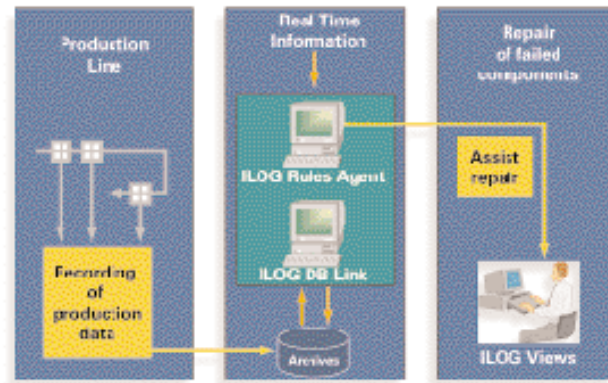 Production
Line
Recording
of
production
data
Real Time
Information
ILOG Rules Agent
ILOG DB Link
Archives
Repair
of failed
components
Assist
repair
ILOG Views